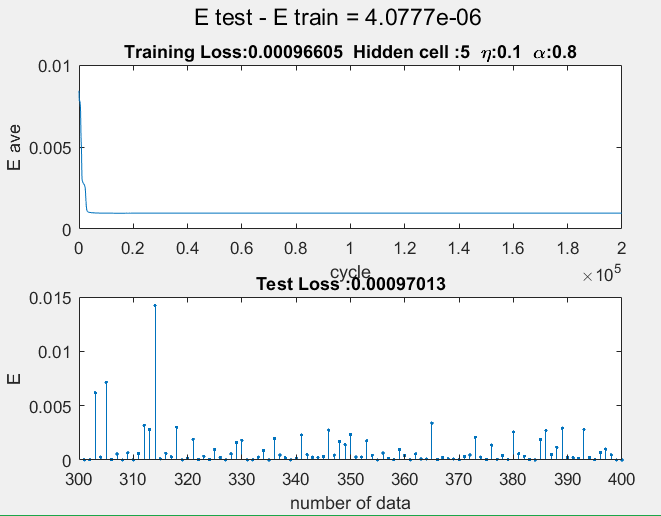 E test - E train = 4.0777e-06
Training Loss:0.00096605 Hidden cell :5 η:0.1 α:0.8
0.01
0.005
0
E ave
0 0.2 0.4 0.6 0.8 1 1.2 1.4 1.6 1.8 2
cycle
×10^5
Test Loss :0.00097013
0.015
0.01
0.005
0
E
300 310 320 330 340 350 360 370 380 390 400
number of data